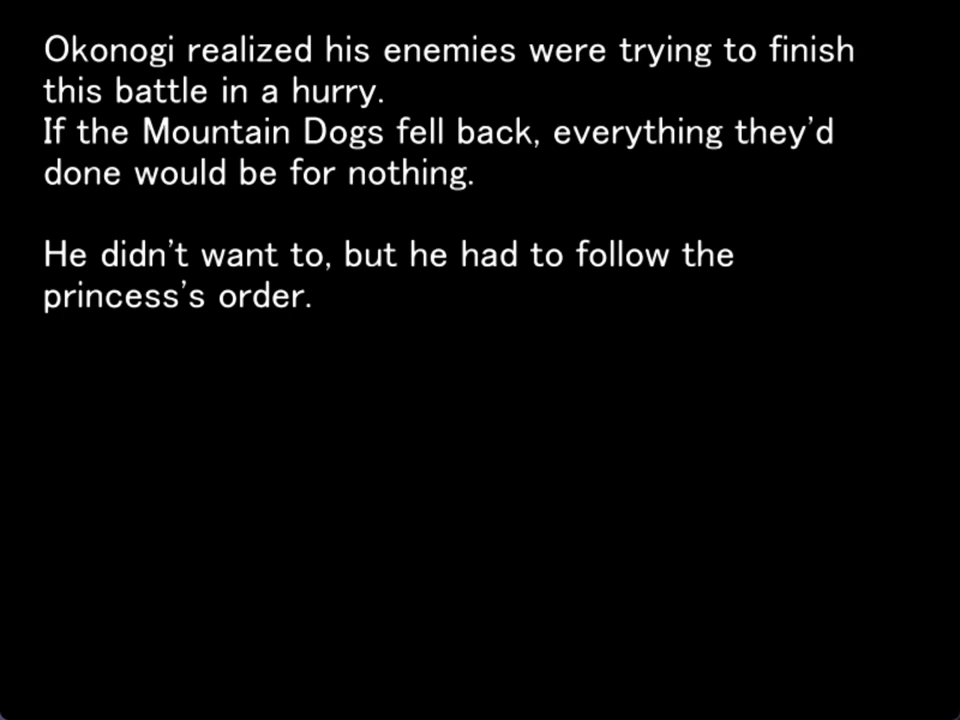 Okonogi realized his enemies were trying to finish
this battle in a hurry.
If the Mountain Dogs fell back, everything they’d
done would be for nothing.
He didn’t want to, but he had to follow the
princess’s order.